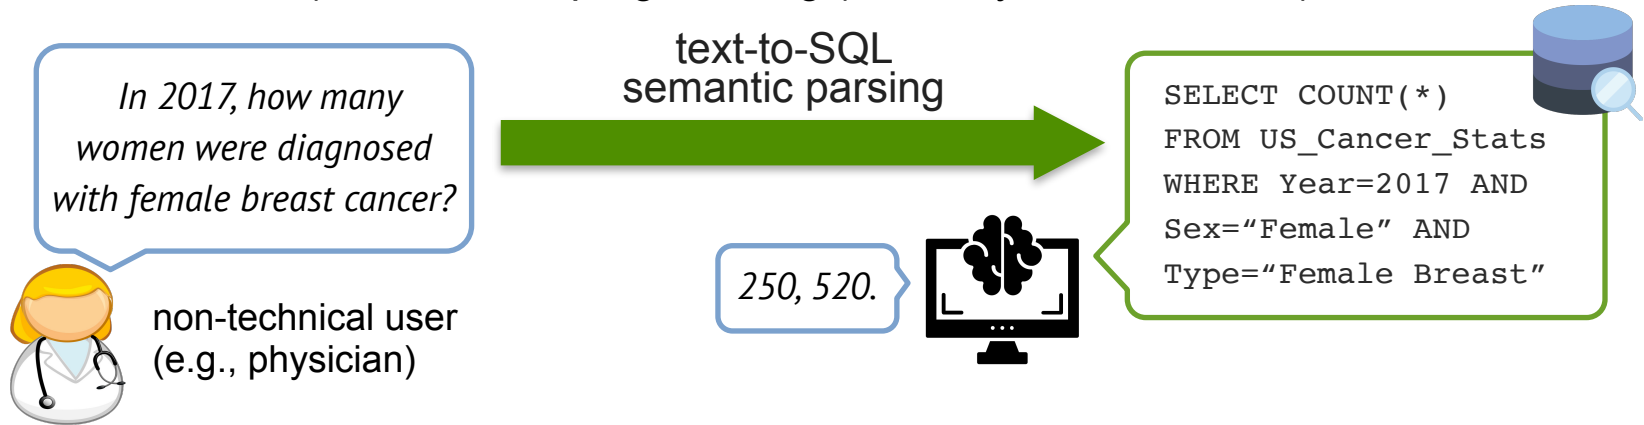 In 2017, how many
women were diagnosed
with female breast cancer?
non-technical user
(e.g., physician)
text-to-SQL
semantic parsing
250, 520.
SELECT COUNT(*)
FROM US_Cancer_Stats
WHERE Year=2017 AND
Sex=“Female” AND
Type=“Female Breast”